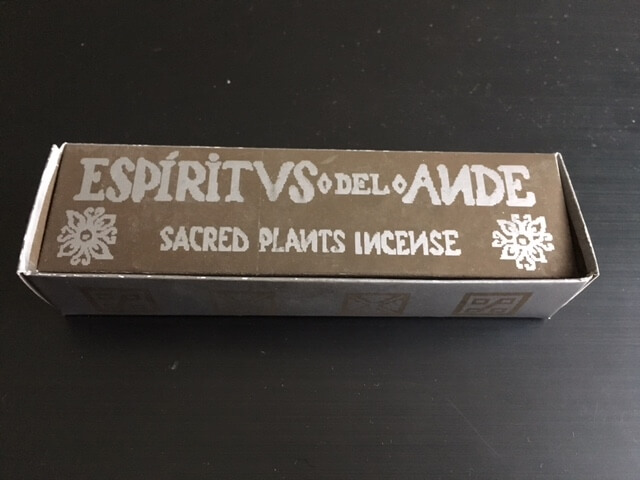 ESPÍRITVS DEL ANDE
SACRED PLANTS INCENSE